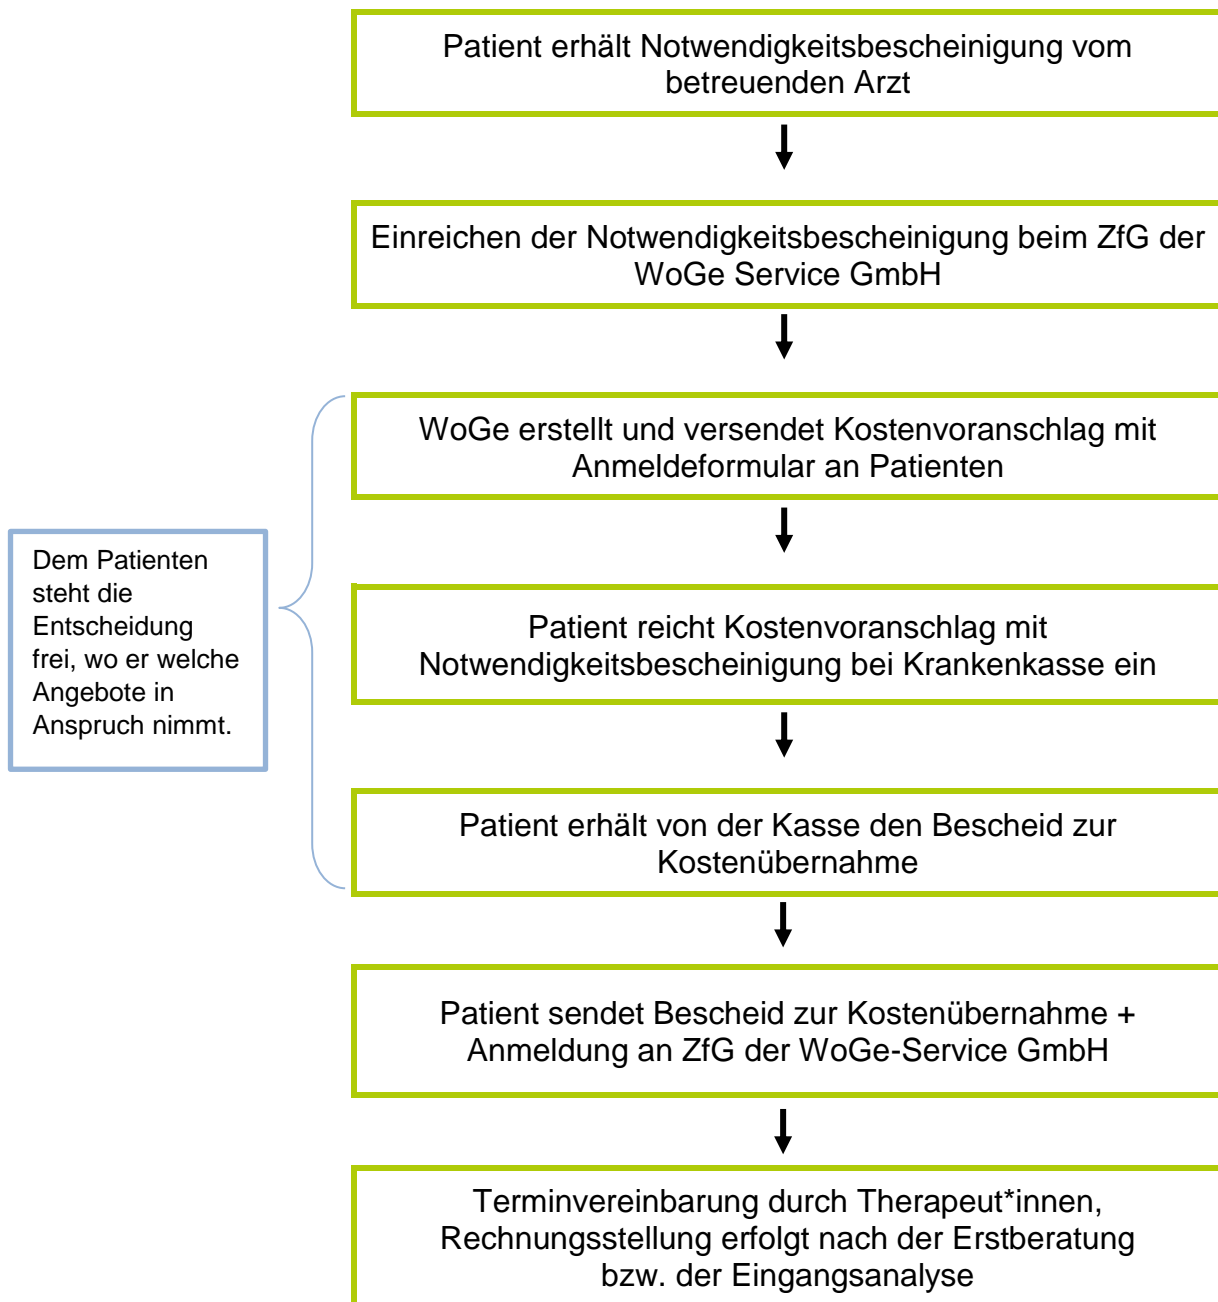 Patient erhält Notwendigkeitsbescheinigung vom
betreuenden Arzt
Einreichen der Notwendigkeitsbescheinigung beim ZfG der
WoGe Service GmbH
WoGe erstellt und versendet Kostenvoranschlag mit
Anmeldeformular an Patienten
Dem Patienten
steht die
Entscheidung
frei, wo er welche
Angebote in
Anspruch nimmt.
Patient reicht Kostenvoranschlag mit
Notwendigkeitsbescheinigung bei Krankenkasse ein
Patient erhält von der Kasse den Bescheid zur
Kostenübernahme
Patient sendet Bescheid zur Kostenübernahme +
Anmeldung an ZfG der WoGe-Service GmbH
Terminvereinbarung durch Therapeut*innen,
Rechnungsstellung erfolgt nach der Erstberatung
bzw. der Eingangsanalyse